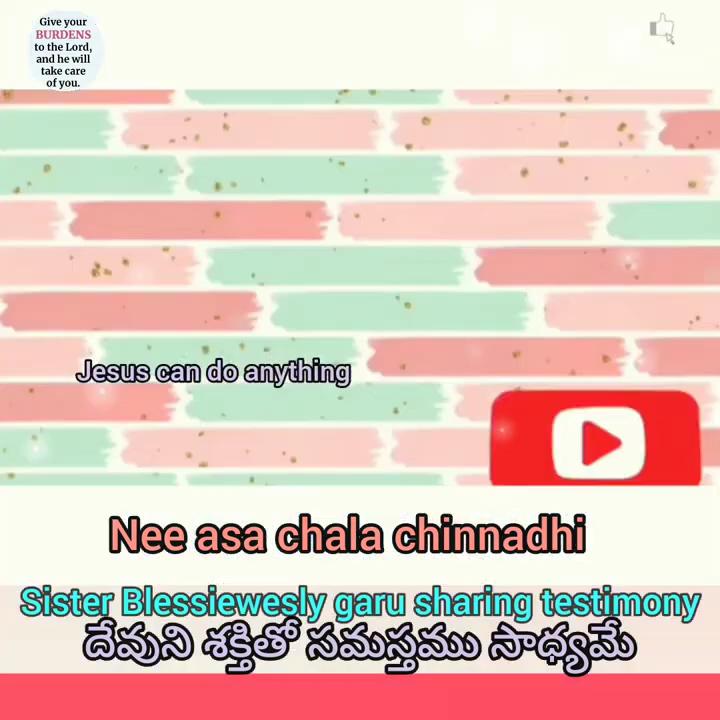 Give your
BURDENS
to the Lord,
and he will
take care
of you.
Jesus can do anything
Nee asa chala chinnadhi
Sister Blessiewesly garu sharing testimony
దేవుని శక్తితో సమస్తము సాధ్యమే